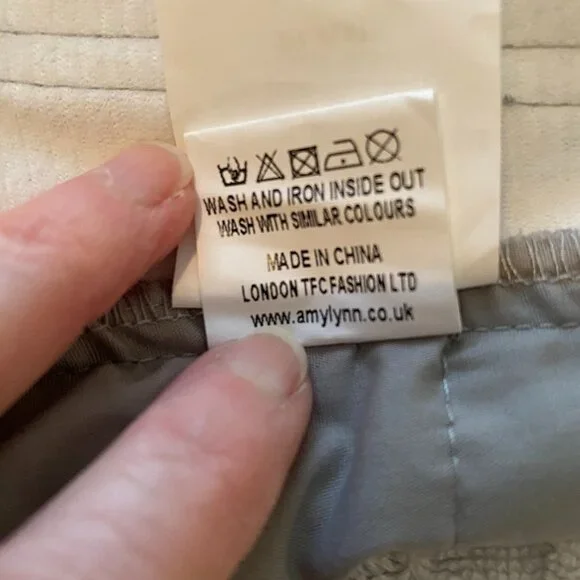 WASH AND IRON INSIDE OUT
WASH WITH SIMILAR COLOURS
MADE IN CHINA
LONDON TFC FASHION LTD
www.amylynn.co.uk